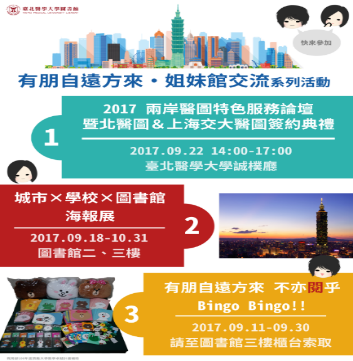 臺北醫學大學圖書館
快來參加
有朋自遠方來・姐妹館交流系列活動
1
2017 兩岸醫圖特色服務論壇
暨北醫圖＆上海交大醫圖簽約典禮
2017.09.22 14:00-17:00
臺北醫學大學誠樸廳
城市×學校×圖書館
海報展
2017.09.18-10.31
圖書館二、三樓
2
3
有朋自遠方來 不亦閱乎
Bingo Bingo!!
2017.09.11-09.30
請至圖書館三樓櫃台索取